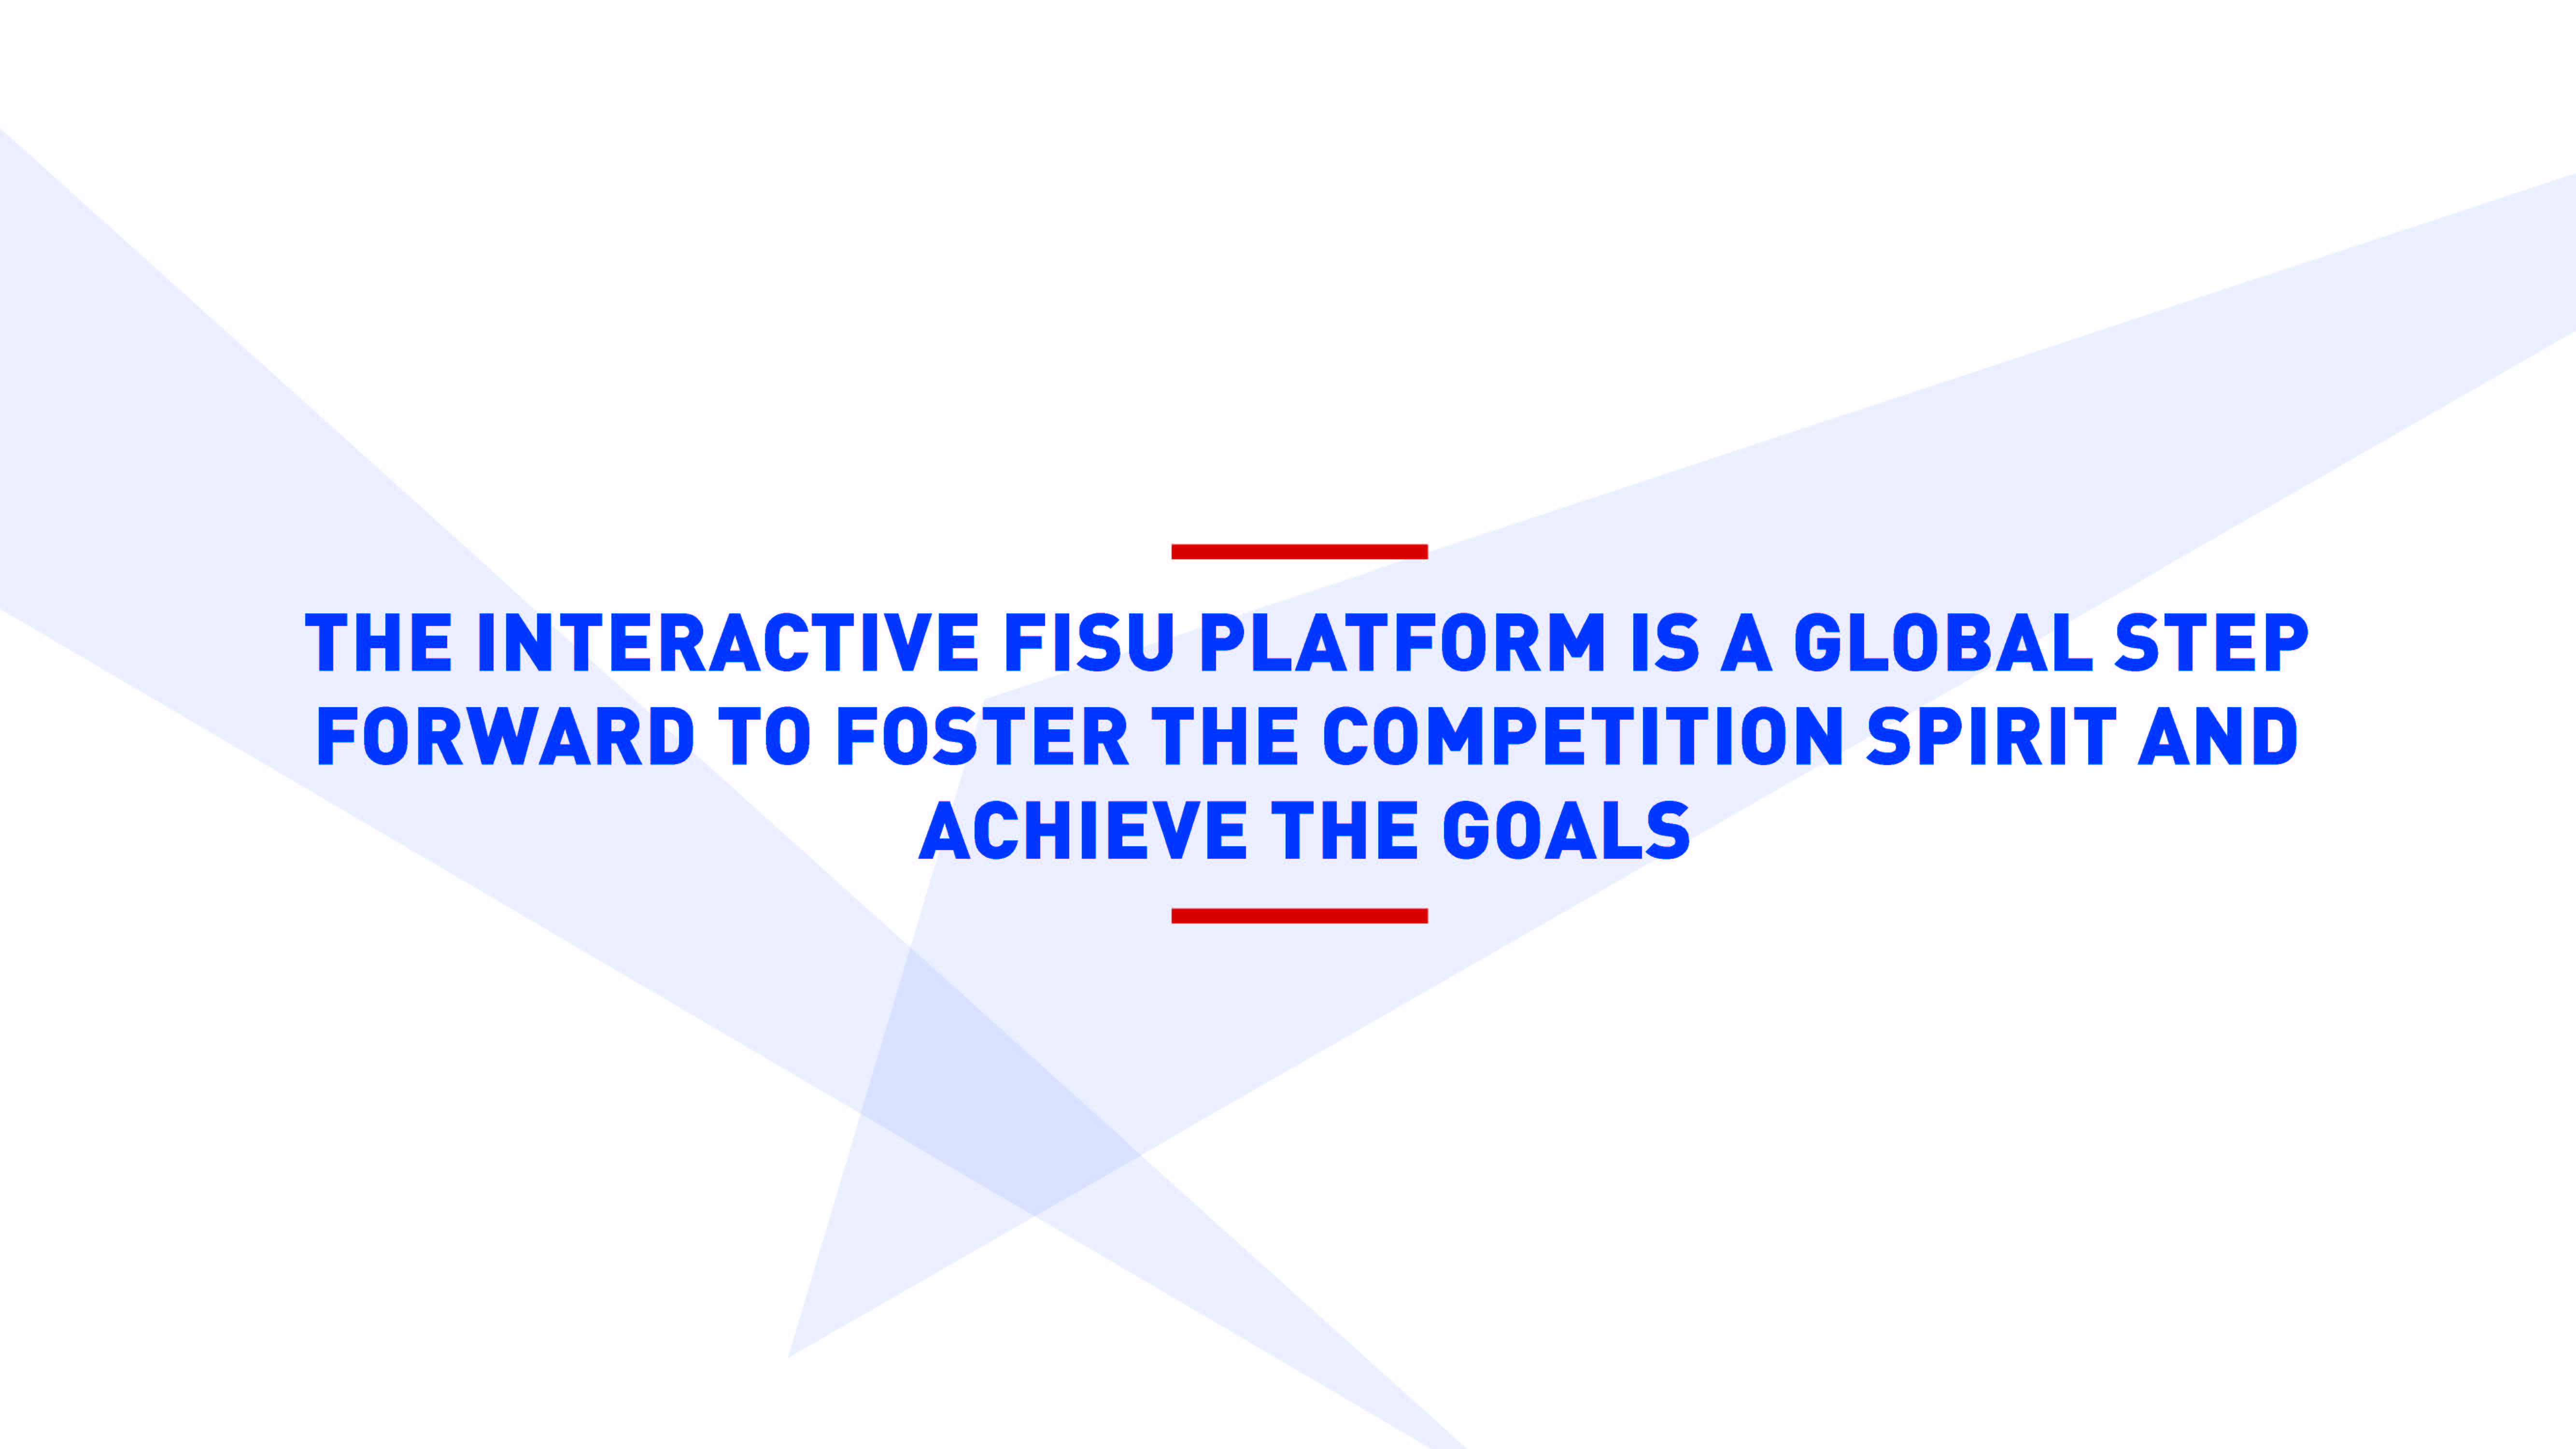 THE INTERACTIVE FISU PLATFORM IS A GLOBAL STEP
FORWARD TO FOSTER THE COMPETITION SPIRIT AND
ACHIEVE THE GOALS